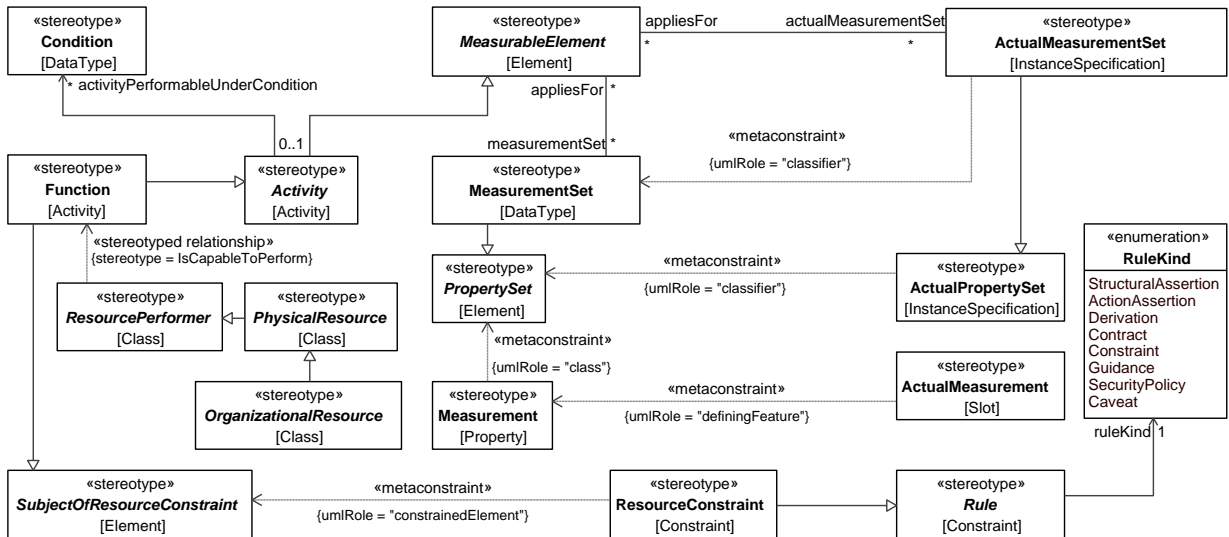 «stereotype»
Condition
[DataType]
* activityPerformableUnderCondition
0..1
«stereotype»
MeasurableElement
[Element]
appliesFor
*
actualMeasurementSet
*
«stereotype»
ActualMeasurementSet
[InstanceSpecification]
appliesFor *
measurementSet *
«metaconstraint»
{umlRole = "classifier"}
«stereotype»
Function
[Activity]
«stereotype»
Activity
[Activity]
«stereotype»
MeasurementSet
[DataType]
«stereotyped relationship»
{stereotype = IsCapableToPerform}
«stereotype»
ResourcePerformer
[Class]
«stereotype»
PhysicalResource
[Class]
«stereotype»
OrganizationalResource
[Class]
«stereotype»
PropertySet
[Element]
«metaconstraint»
{umlRole = "classifier"}
«stereotype»
ActualPropertySet
[InstanceSpecification]
«enumeration»
RuleKind
StructuralAssertion
ActionAssertion
Derivation
Contract
Constraint
Guidance
SecurityPolicy
Caveat
ruleKind 1
«metaconstraint»
{umlRole = "class"}
«stereotype»
Measurement
[Property]
«metaconstraint»
{umlRole = "definingFeature"}
«stereotype»
ActualMeasurement
[Slot]
«stereotype»
SubjectOfResourceConstraint
[Element]
«metaconstraint»
{umlRole = "constrainedElement"}
«stereotype»
ResourceConstraint
[Constraint]
«stereotype»
Rule
[Constraint]